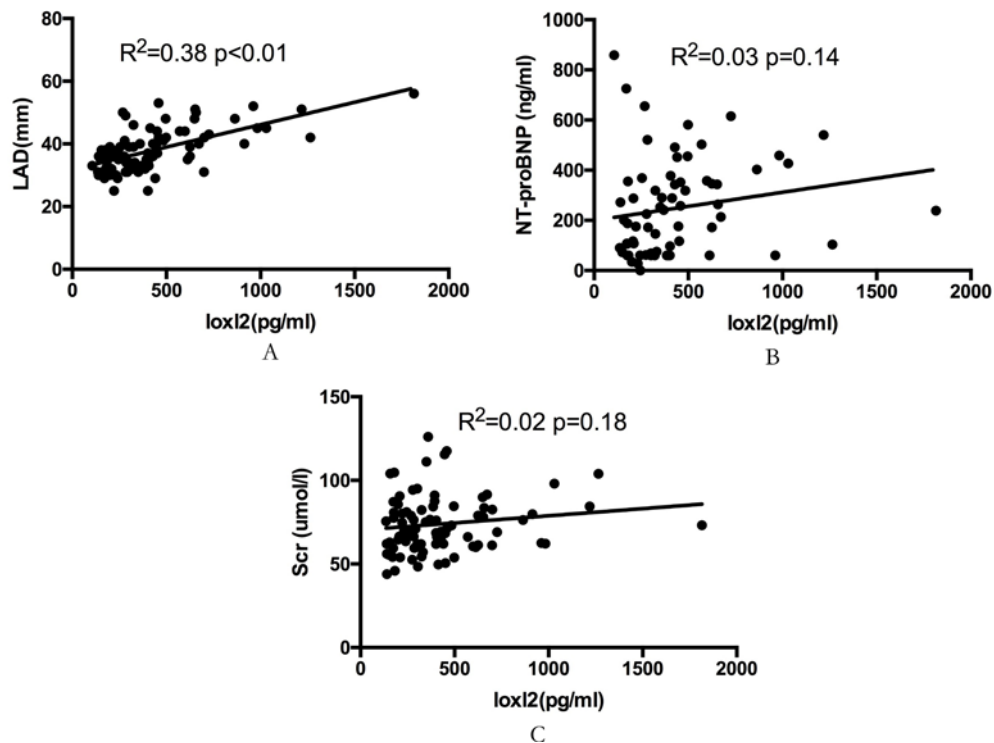 80
60
40
20
0
LAD(mm)
R²=0.38 p<0.01
0 500 1000 1500 2000
loxl2(pg/ml)
A
1000
800
600
400
200
0
NT-proBNP (ng/ml)
R²=0.03 p=0.14
0 500 1000 1500 2000
loxl2(pg/ml)
B
150
100
50
0
Scr (umol/l)
R²=0.02 p=0.18
0 500 1000 1500 2000
loxl2(pg/ml)
C